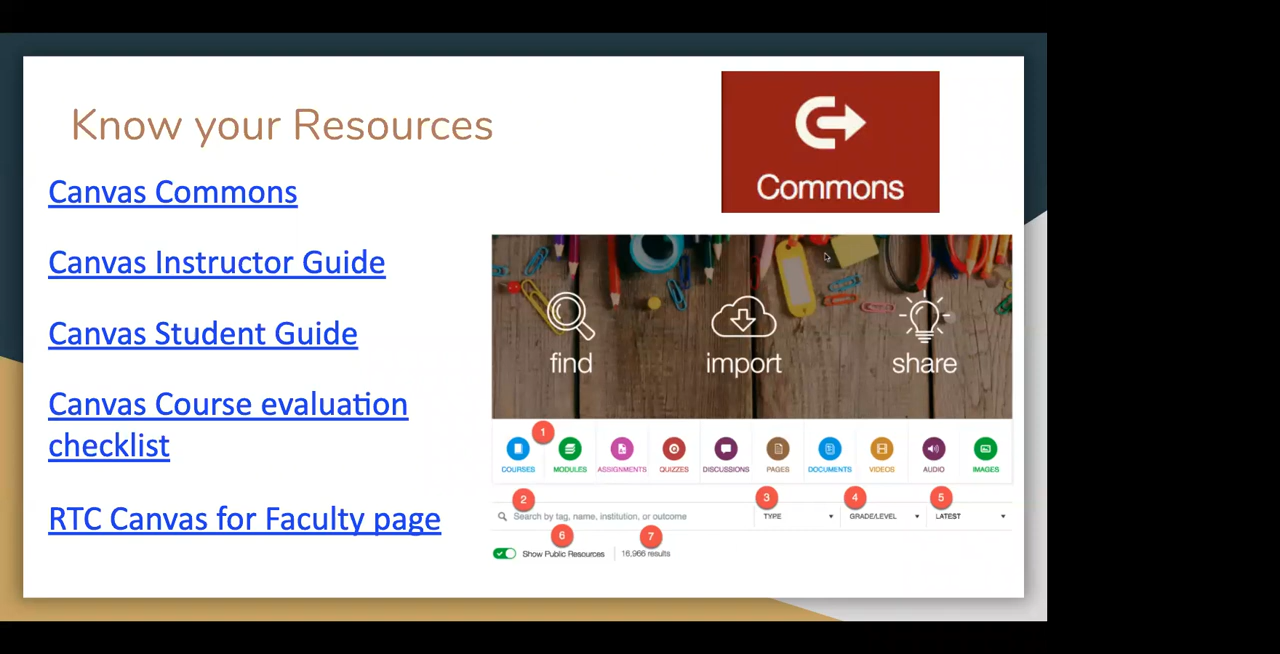 Know your Resources
Canvas Commons
Canvas Instructor Guide
Canvas Student Guide
Canvas Course evaluation
checklist
RTC Canvas for Faculty page
Commons
find import share
1
COURSES MODULES ASSIGNMENTS QUIZZES DISCUSSIONS PAGES DOCUMENTS VIDEOS AUDIO IMAGES
2 3 4 5
Search by tag, name, institution, or outcome TYPE GRADE/LEVEL LATEST
6 7
Show Public Resources 16,966 results